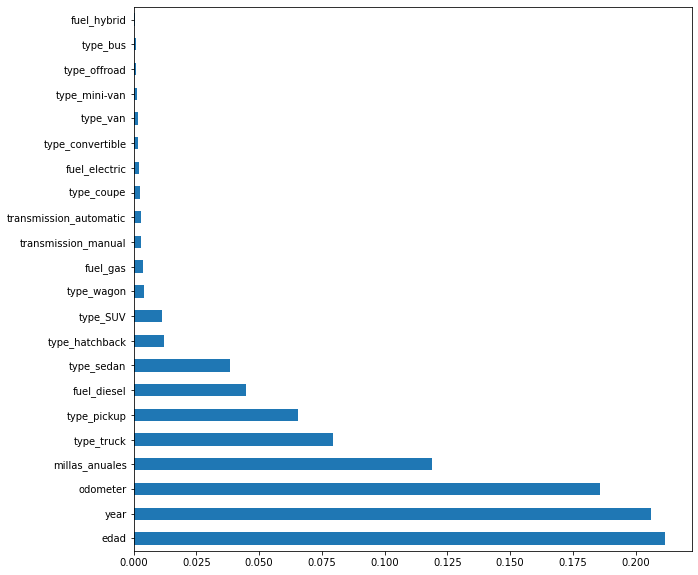 fuel_hybrid
type_bus
type_offroad
type_mini-van
type_van
type_convertible
fuel_electric
type_coupe
transmission_automatic
transmission_manual
fuel_gas
type_wagon
type_SUV
type_hatchback
type_sedan
fuel_diesel
type_pickup
type_truck
millas_anuales
odometer
year
edad
0.000 0.025 0.050 0.075 0.100 0.125 0.150 0.175 0.200